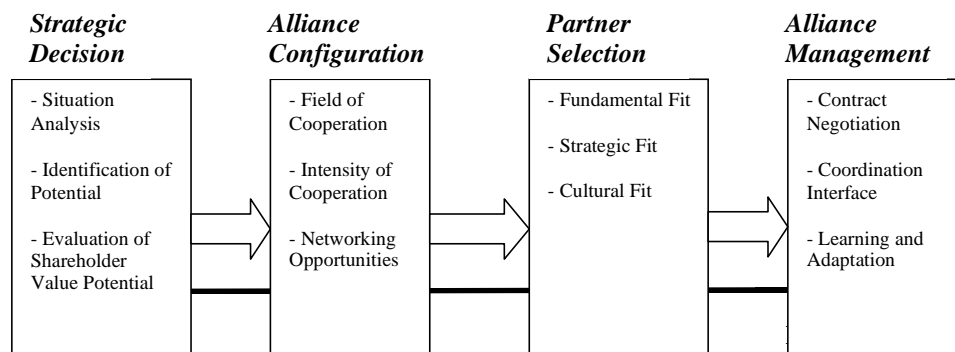 Strategic
Decision
- Situation
Analysis
- Identification of
Potential
- Evaluation of
Shareholder
Value Potential
Alliance
Configuration
- Field of
Cooperation
- Intensity of
Cooperation
- Networking
Opportunities
Partner
Selection
- Fundamental Fit
- Strategic Fit
- Cultural Fit
Alliance
Management
- Contract
Negotiation
- Coordination
Interface
- Learning and
Adaptation